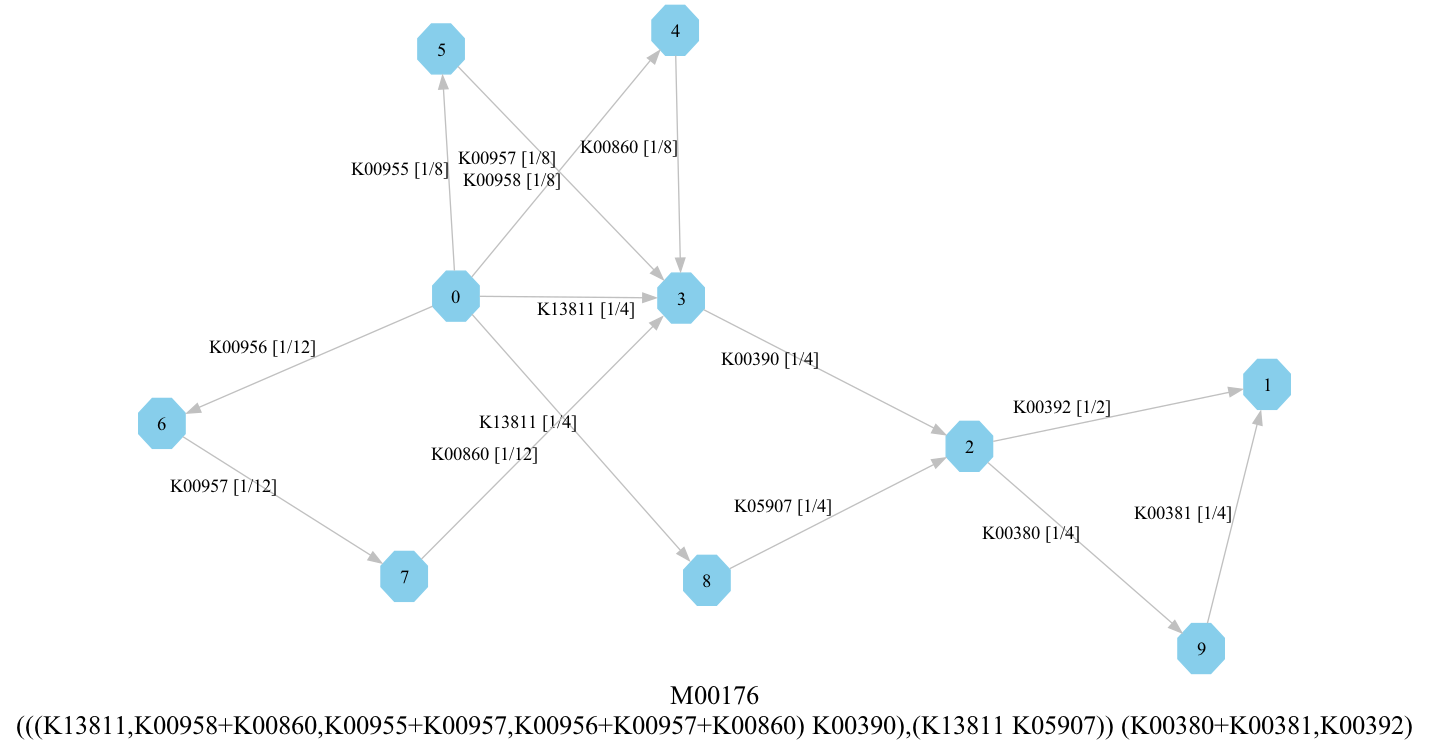 4
5
K00860 [1/8]
K00957 [1/8]
K00955 [1/8]
K00958 [1/8]
0
3
K13811 [1/4]
K00956 [1/12]
K00390 [1/4]
1
K00392 [1/2]
6
K13811 [1/4]
2
K00860 [1/12]
K00957 [1/12]
K05907 [1/4]
K00381 [1/4]
K00380 [1/4]
7
8
9
M00176
(((K13811,K00958+K00860,K00955+K00957,K00956+K00957+K00860) K00390),(K13811 K05907)) (K00380+K00381,K00392)